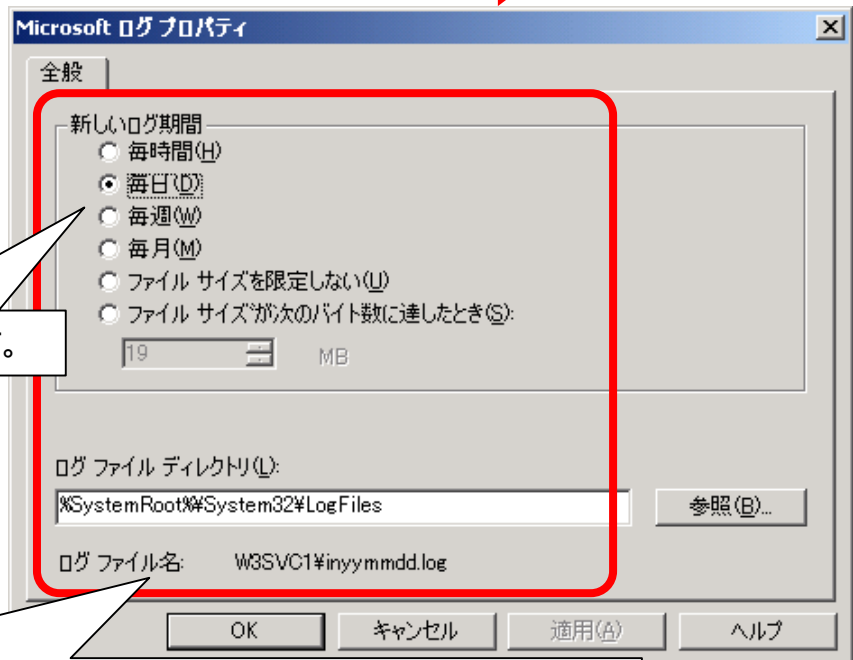 Microsoft ログ プロパティ
全般
新しいログ期間
毎時間(H)
毎日(D)
毎週(W)
毎月(M)
ファイル サイズを限定しない(U)
ファイル サイズが次のバイト数に達したとき(S):
19 MB
。
ログ ファイル ディレクトリ(L):
%SystemRoot%¥System32¥LogFiles 参照(B)...
ログ ファイル名: W3SVC1¥inyymmdd.log
OK キャンセル 適用(A) ヘルプ